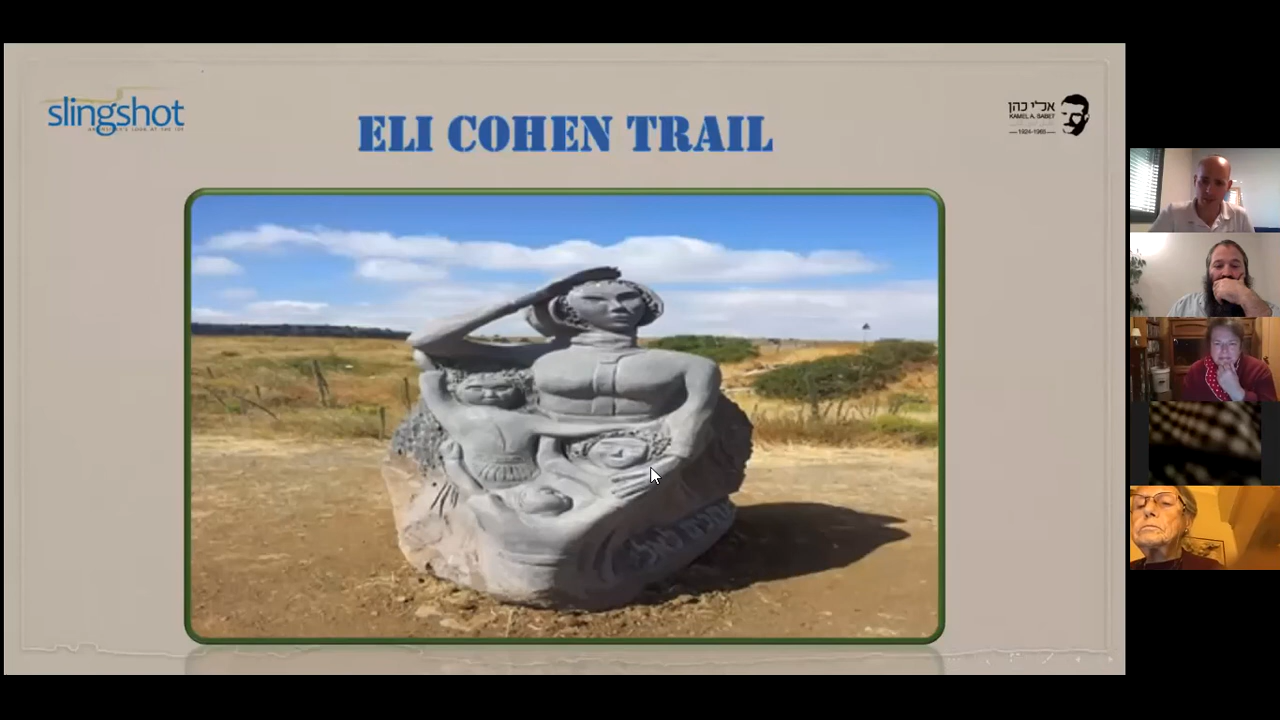 slingshot
ELI COHEN TRAIL
אלי כהן
KAMEL A. SABET
1924-1965